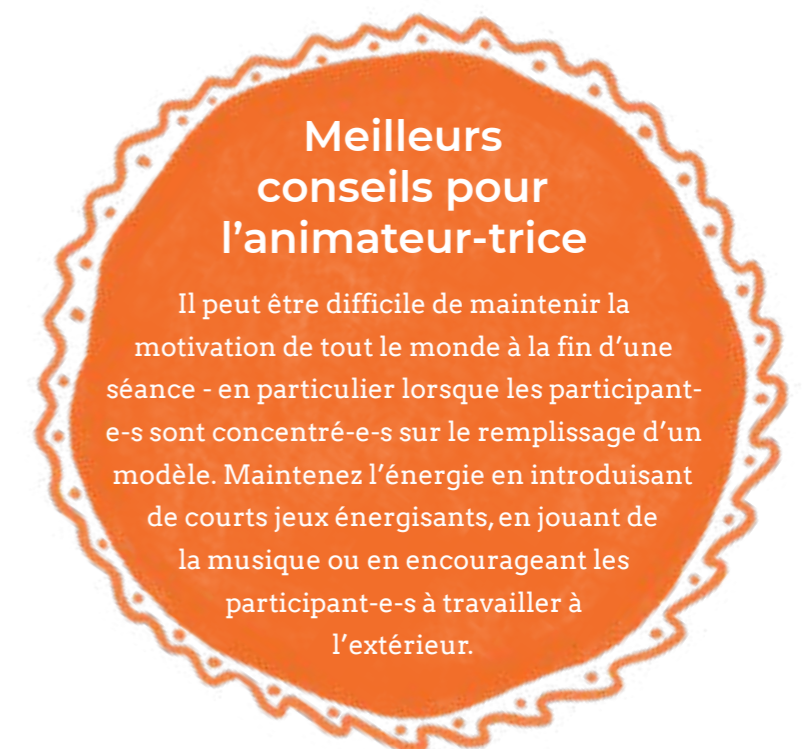 Meilleurs
conseils pour
l’animateur-trice
Il peut être difficile de maintenir la
motivation de tout le monde à la fin d’une
séance - en particulier lorsque les participant-
e-s sont concentré-e-s sur le remplissage d’un
modèle. Maintenez l’énergie en introduisant
de courts jeux énergisants, en jouant de
la musique ou en encourageant les
participant-e-s à travailler à
l’extérieur.